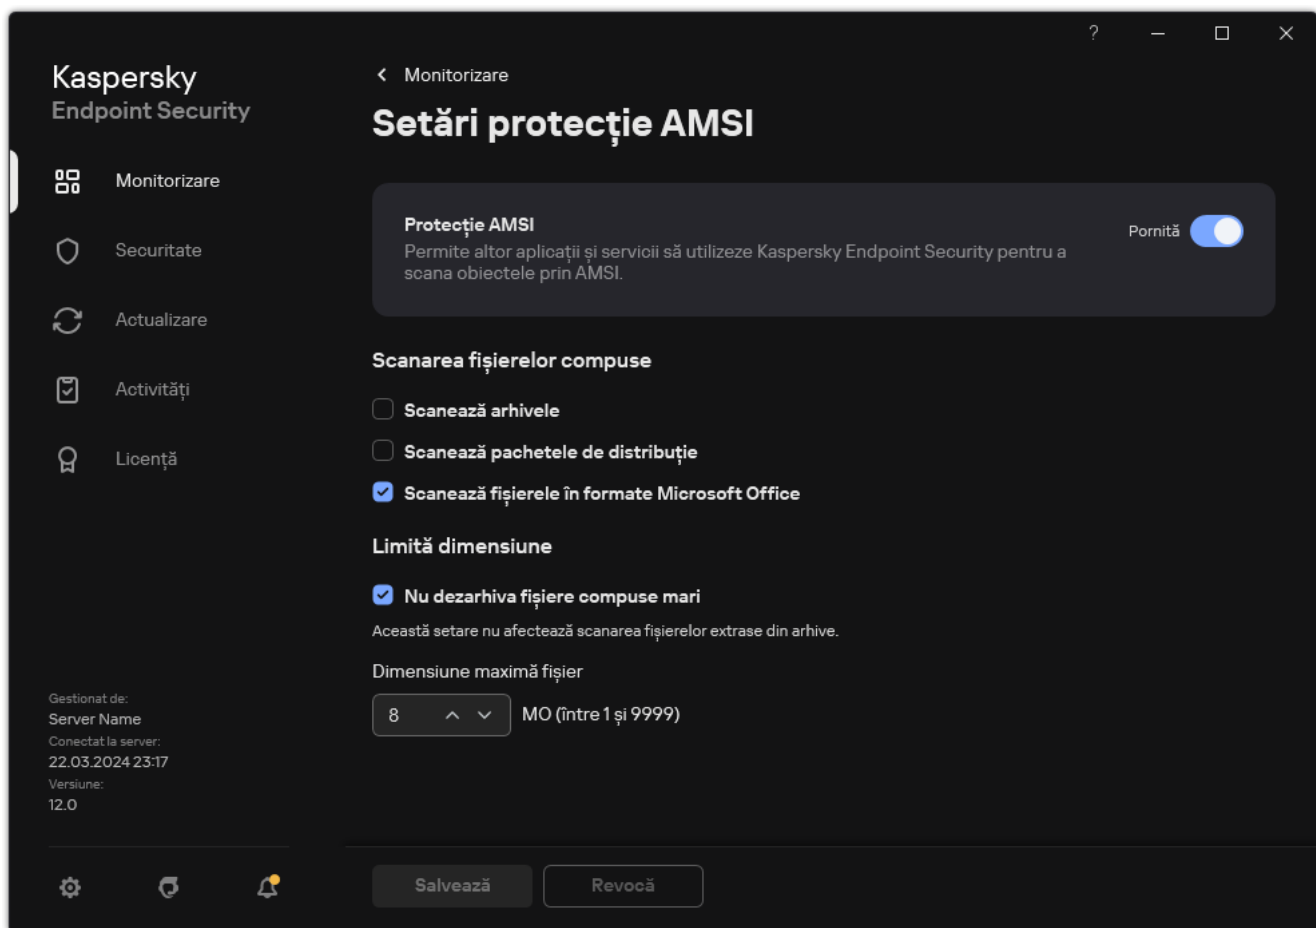 ?
Kaspersky
Endpoint Security
Monitorizare
Securitate
Actualizare
Activități
Licență
Gestionat de:
Server Name
Conectat la server:
22.03.2024 23:17
Versiune:
12.0
Monitorizare
Setări protecție AMSI
Protecție AMSI
Permite altor aplicații și servicii să utilizeze Kaspersky Endpoint Security pentru a
scana obiectele prin AMSI.
Pornită
Scanarea fișierelor compuse
Scanează arhivele
Scanează pachetele de distribuție
Scanează fișierele în formate Microsoft Office
Limită dimensiune
Nu dezarhiva fișiere compuse mari
Această setare nu afectează scanarea fișierelor extrase din arhive.
Dimensiune maximă fișier
8 MO (între 1 și 9999)
Salvează
Revocă